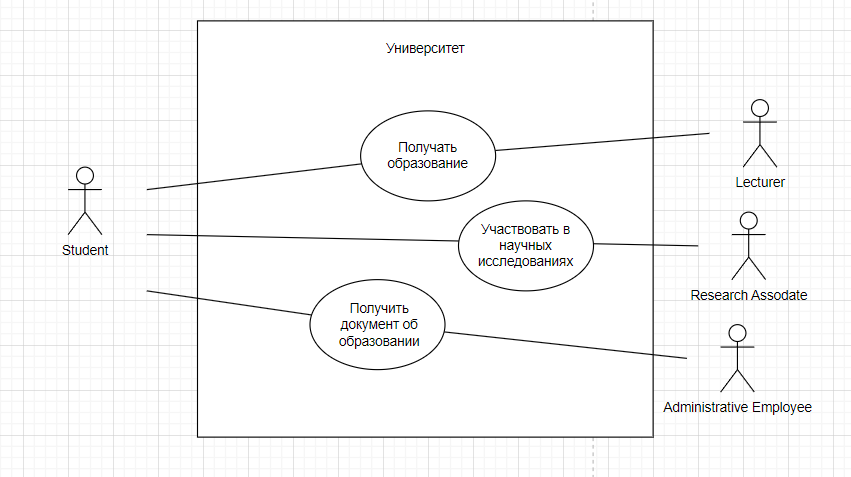 Университет
Получать
образование
Lecturer
Student
Участвовать в
научных
исследованиях
Research Assodate
Получить
документ об
образовании
Administrative Employee